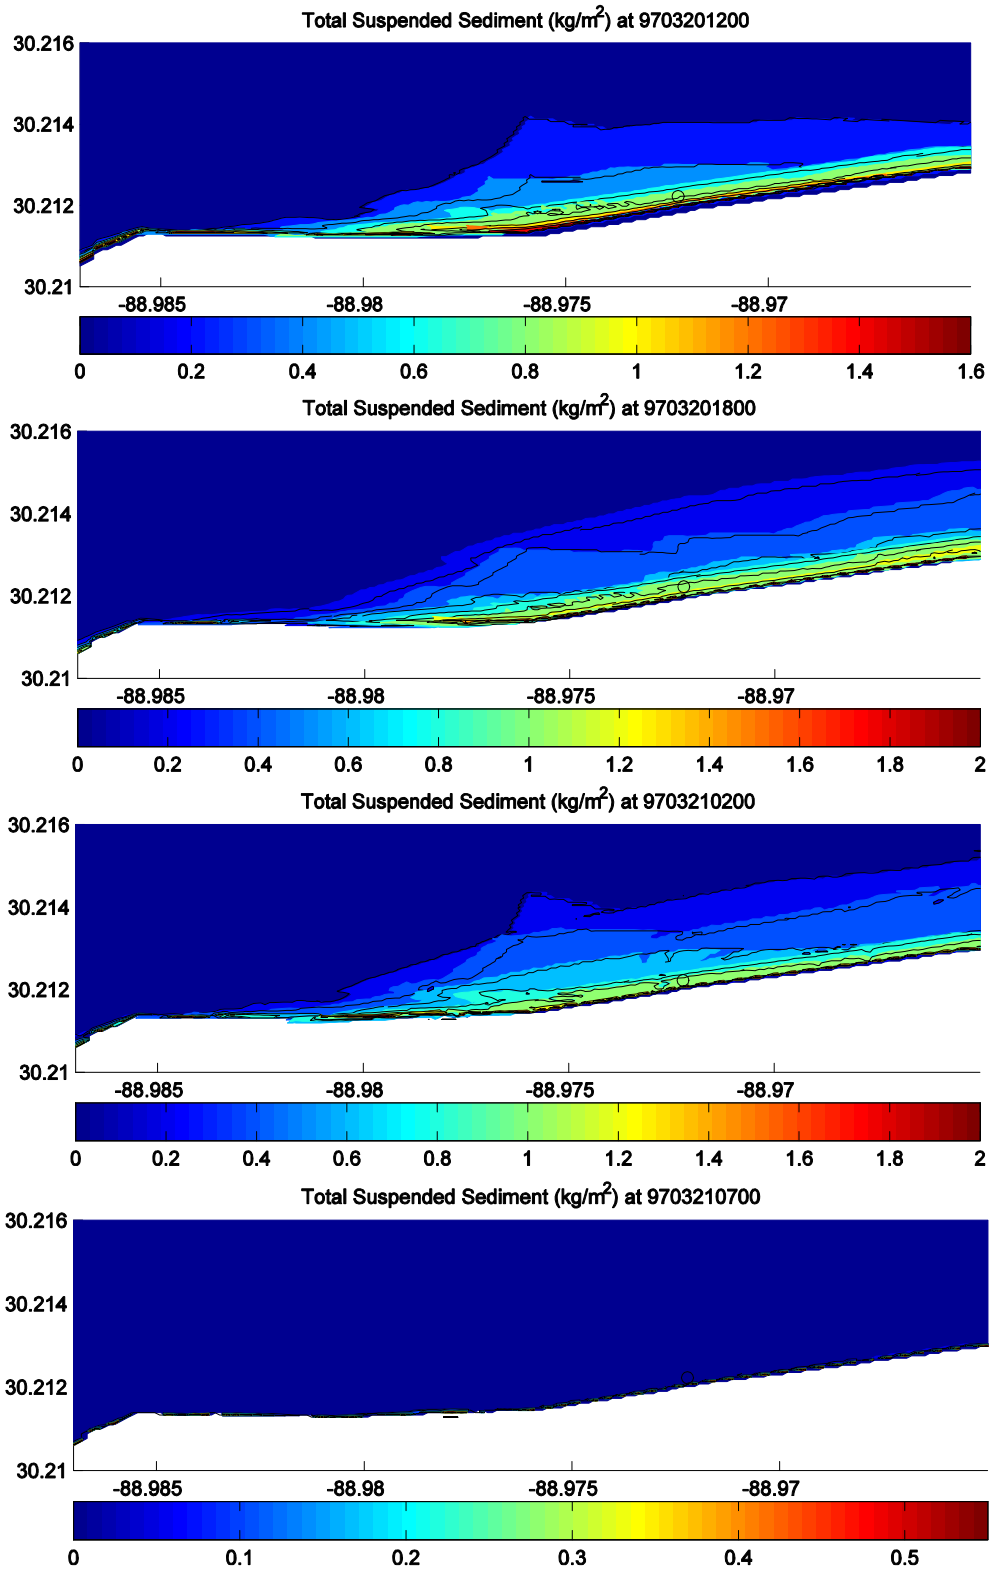 Total Suspended Sediment (kg/m²) at 9703201200
30.216
30.214
30.212
30.21
-88.985 -88.98 -88.975 -88.97
0 0.2 0.4 0.6 0.8 1 1.2 1.4 1.6
Total Suspended Sediment (kg/m²) at 9703201800
30.216
30.214
30.212
30.21
-88.985 -88.98 -88.975 -88.97
0 0.2 0.4 0.6 0.8 1 1.2 1.4 1.6 1.8 2
Total Suspended Sediment (kg/m²) at 9703210200
30.216
30.214
30.212
30.21
-88.985 -88.98 -88.975 -88.97
0 0.2 0.4 0.6 0.8 1 1.2 1.4 1.6 1.8 2
Total Suspended Sediment (kg/m²) at 9703210700
30.216
30.214
30.212
30.21
-88.985 -88.98 -88.975 -88.97
0 0.1 0.2 0.3 0.4 0.5